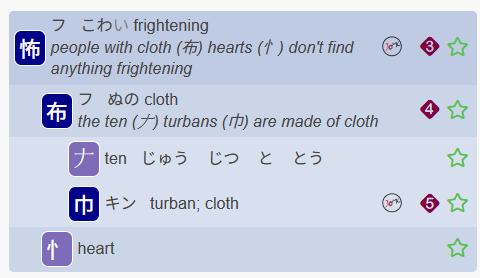 怖 フ こわい frightening
people with cloth (布) hearts (忄) don't find
anything frightening
3
布 フ ぬの cloth
the ten (𠂇) turbans (巾) are made of cloth
4
𠂇 ten じゅう じつ と とう
巾 キン turban; cloth
5
忄 heart